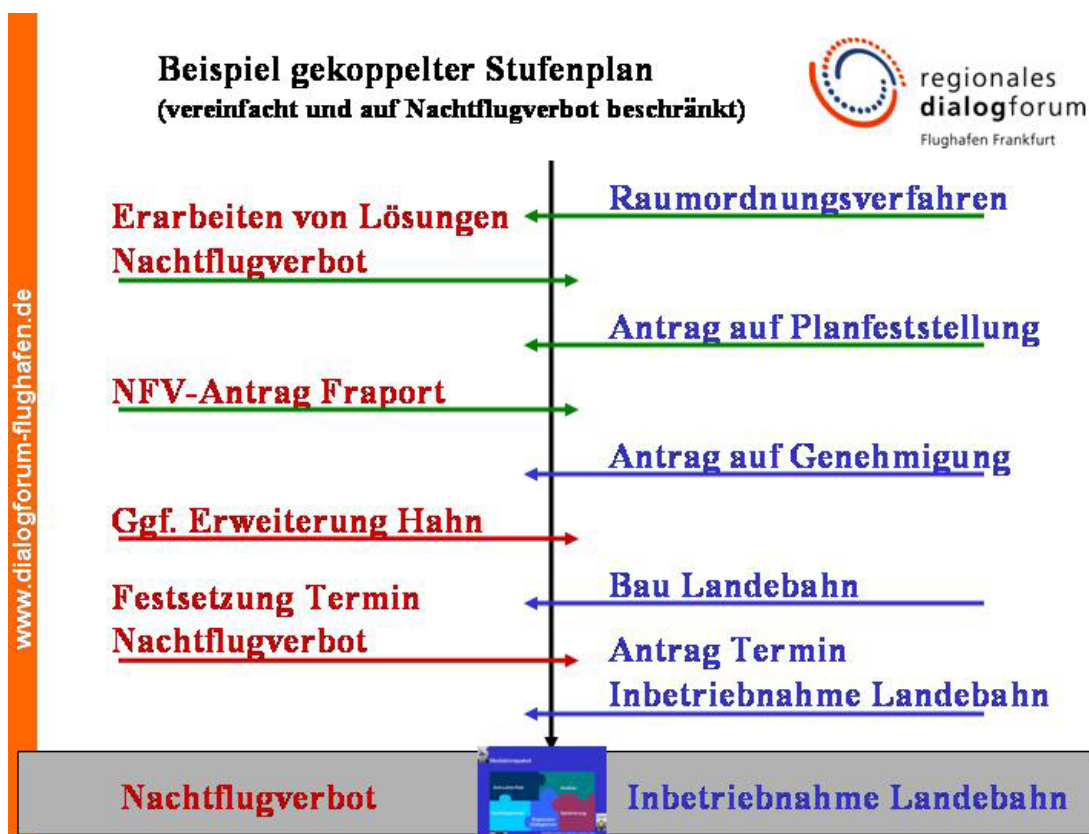 Beispiel gekoppelter Stufenplan
(vereinfacht und auf Nachtflugverbot beschränkt)
regionales
dialogforum
Flughafen Frankfurt
www.dialogforum-flughafen.de
Raumordnungsverfahren
Erarbeiten von Lösungen
Nachtflugverbot
Antrag auf Planfeststellung
NFV-Antrag Fraport
Antrag auf Genehmigung
Ggf. Erweiterung Hahn
Bau Landebahn
Festsetzung Termin
Nachtflugverbot
Antrag Termin
Inbetriebnahme Landebahn
Nachtflugverbot
Mediationspaket
Inbetriebnahme Landebahn